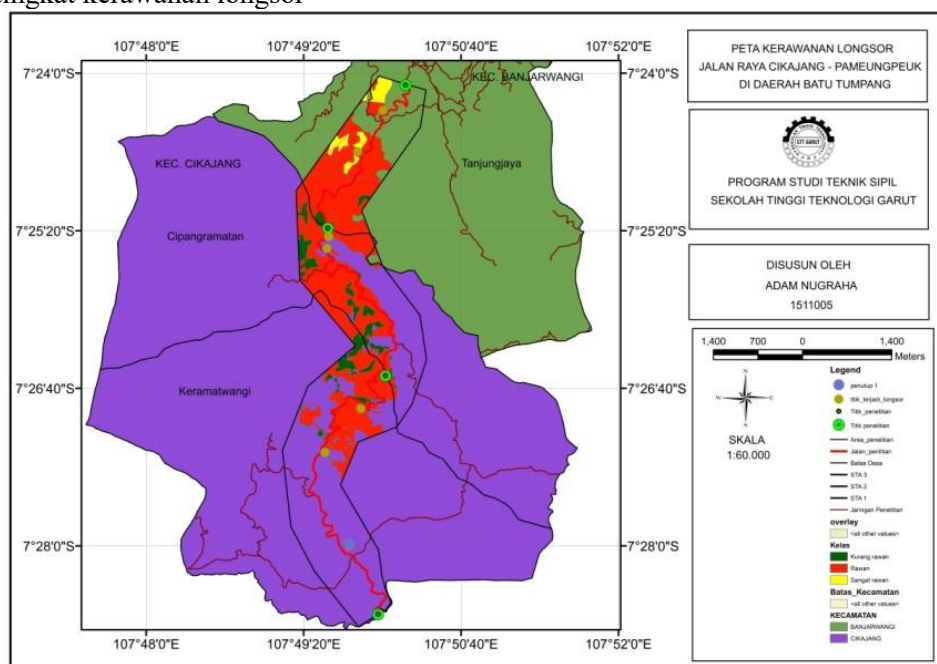 tingkat kerawanan longsor
107°48'0"E 107°49'20"E 107°50'40"E 107°52'0"E
7°24'0"S 7°24'0"S
KEC. BANJARWANGI
KEC. CIKAJANG
Tanjungjaya
Cipangramatan
7°25'20"S 7°25'20"S
7°26'40"S 7°26'40"S
Keramatwangi
7°28'0"S 7°28'0"S
107°48'0"E 107°49'20"E 107°50'40"E 107°52'0"E
PETA KERAWANAN LONGSOR
JALAN RAYA CIKAJANG - PAMEUNGPEUK
DI DAERAH BATU TUMPANG
STT GARUT
PROGRAM STUDI TEKNIK SIPIL
SEKOLAH TINGGI TEKNOLOGI GARUT
DISUSUN OLEH
ADAM NUGRAHA
1511005
1,400 700 0 1,400
Meters
N
W E
S
SKALA
1:60.000
Legend
penutup 1
titik_terjadi_longsor
Titik_penelitian
Titik penelitian
Area_penelitian
Jalan_penlitian
Batas Desa
STA 3
STA 2
STA 1
Jaringan Penelitian
overlay
<all other values>
Kelas
Kurang rawan
Rawan
Sangat rawan
Batas_Kecamatan
<all other values>
KECAMATAN
BANJARWANGI
CIKAJANG